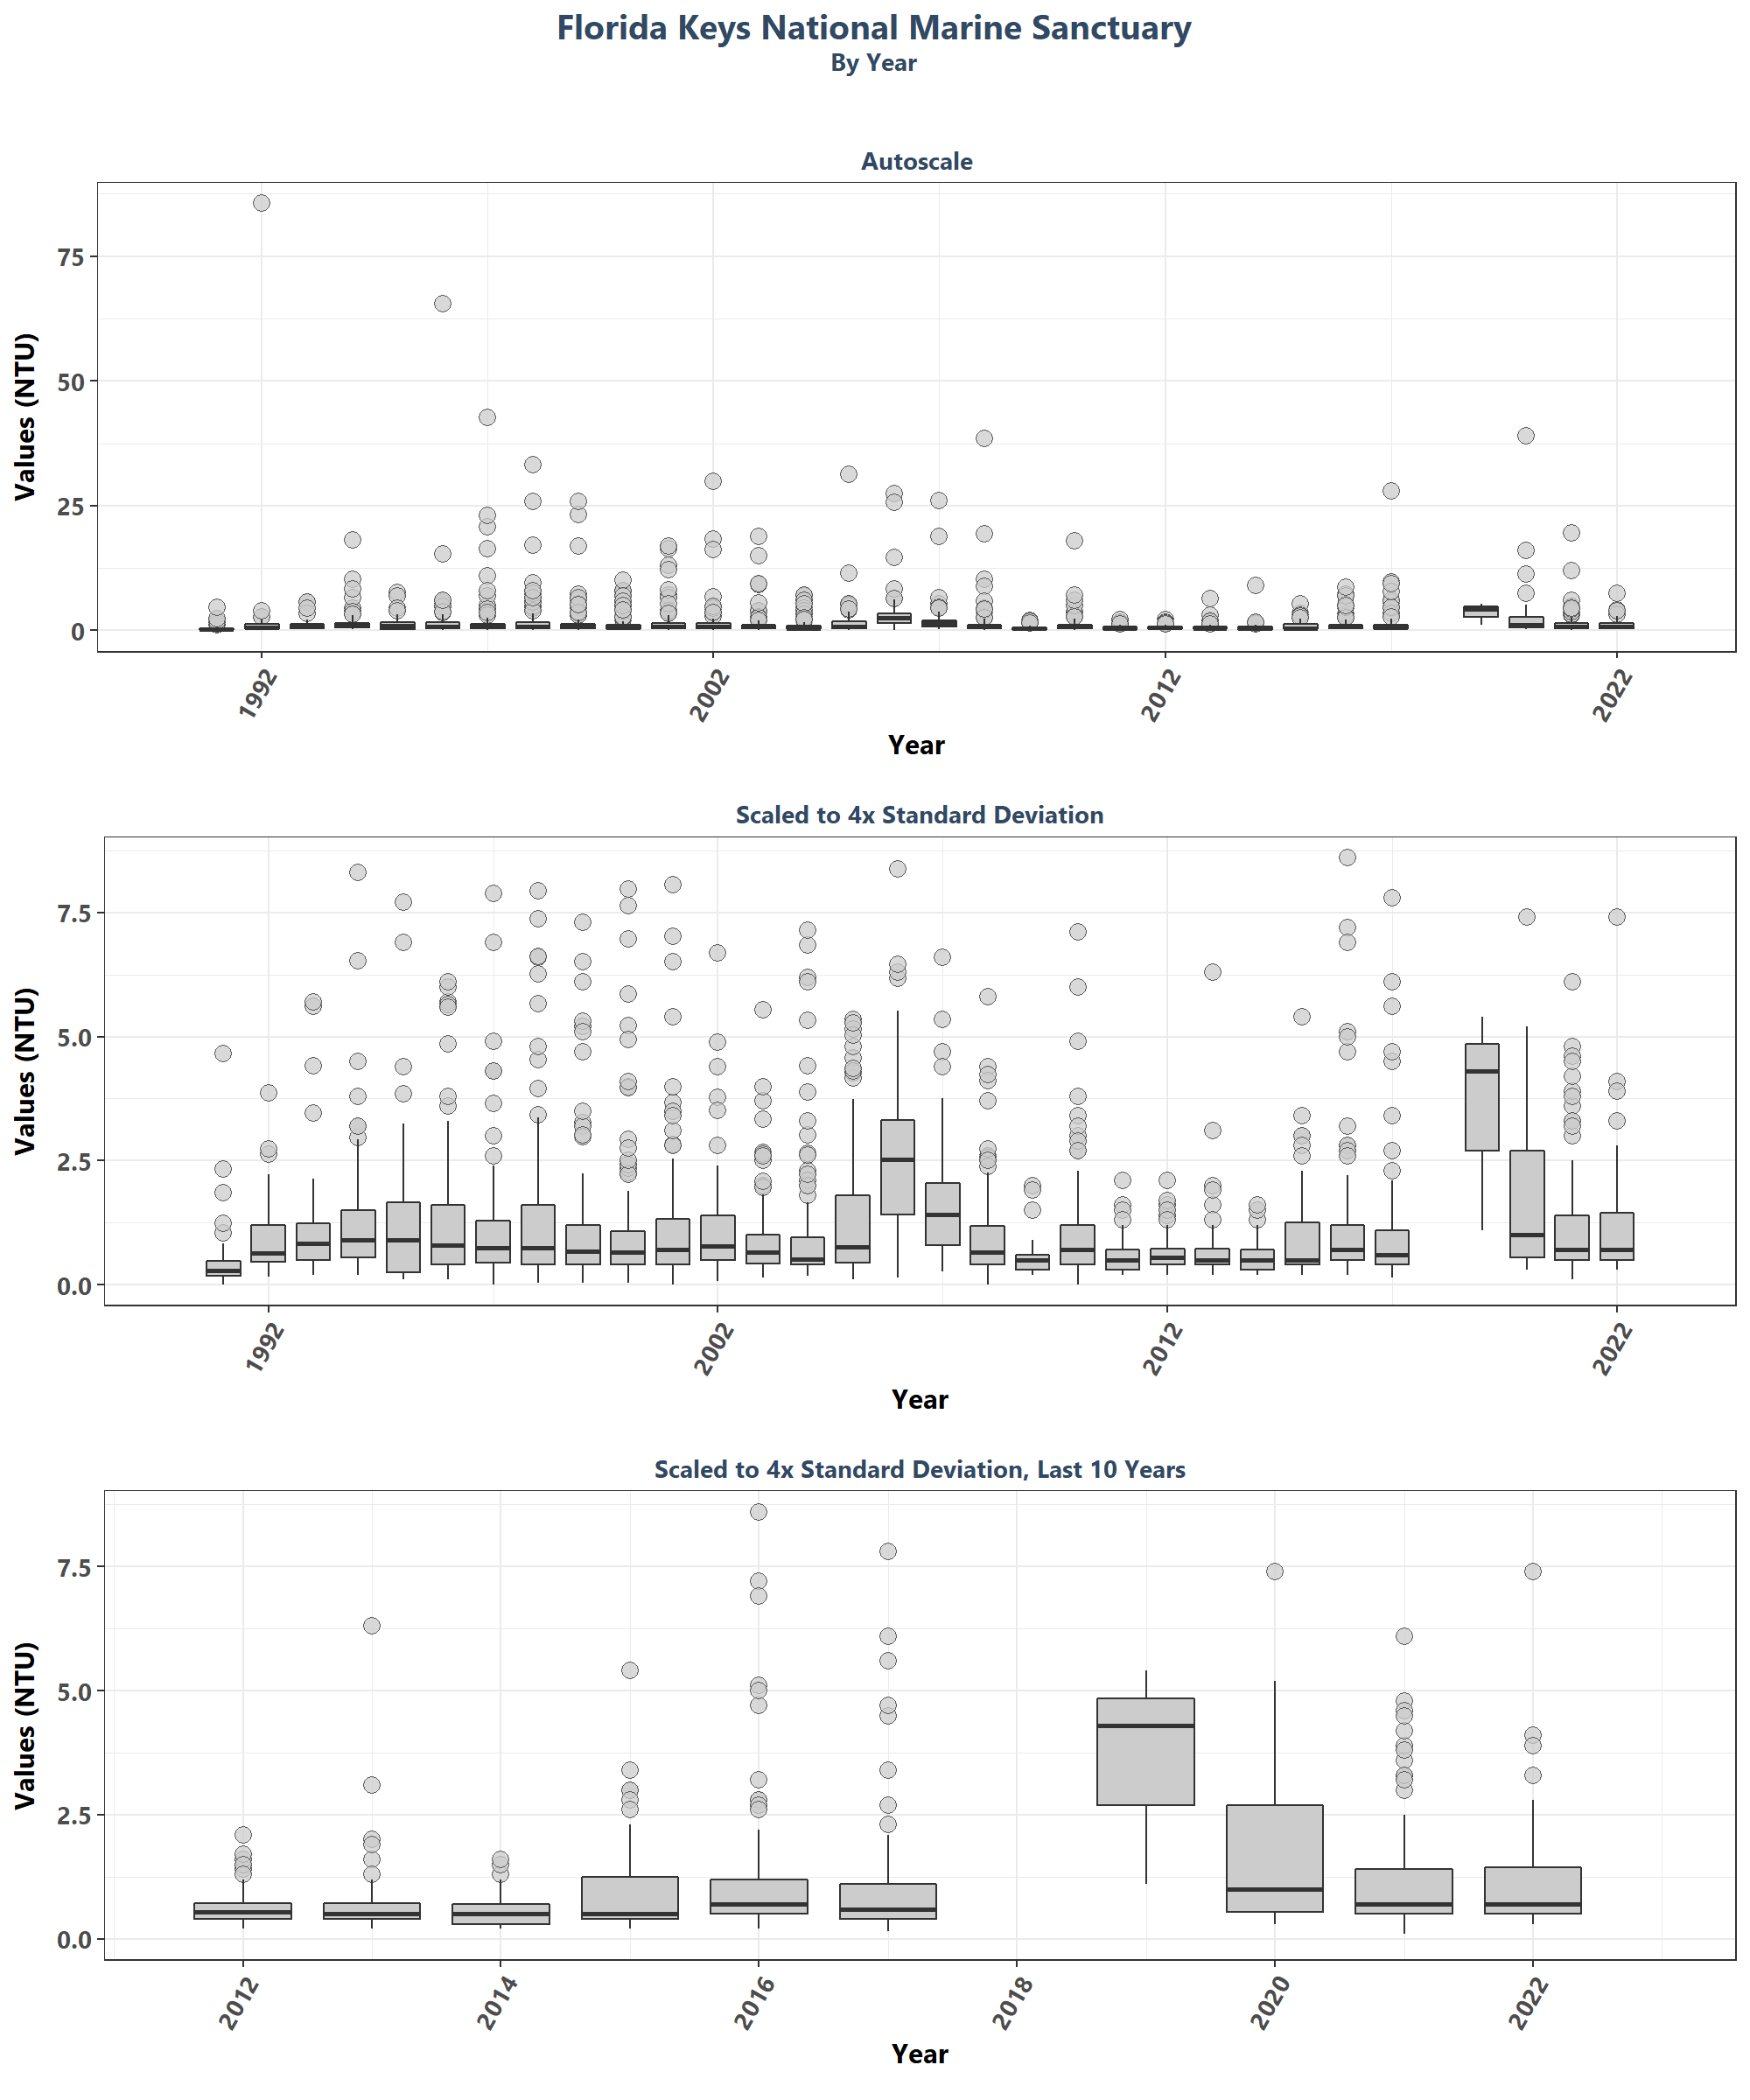 Florida Keys National Marine Sanctuary
By Year
Autoscale
Values (NTU)
75
50
25
0
1992
2002
2012
2022
Year
Scaled to 4x Standard Deviation
Values (NTU)
7.5
5.0
2.5
0.0
1992
2002
2012
2022
Year
Scaled to 4x Standard Deviation, Last 10 Years
Values (NTU)
7.5
5.0
2.5
0.0
2012
2014
2016
2018
2020
2022
Year